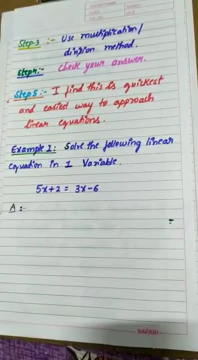 Step 3 :- Use multiplication/
division method.
Step 4:- Check your answer.
Step 5 :- I find this is quickest
and easiest way to approach
linear equations.
Example 1: Solve the following linear
equation in 1 Variable.
5x+2 = 3x-6
A:
=